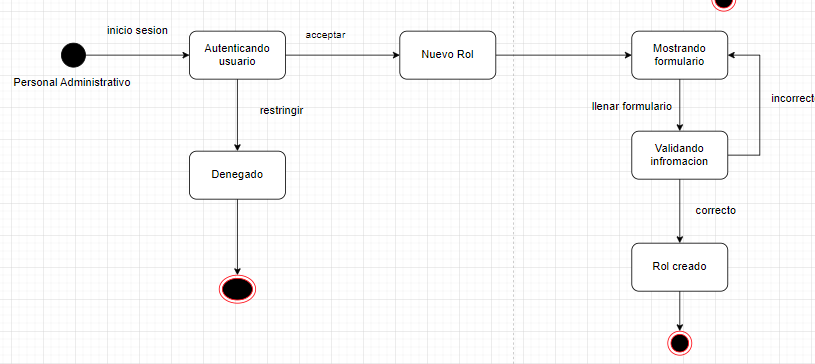 inicio sesion
acceptar
Autenticando
usuario
Nuevo Rol
Mostrando
formulario
Personal Administrativo
restringir
llenar formulario
incorrecto
Validando
infromacion
Denegado
correcto
Rol creado